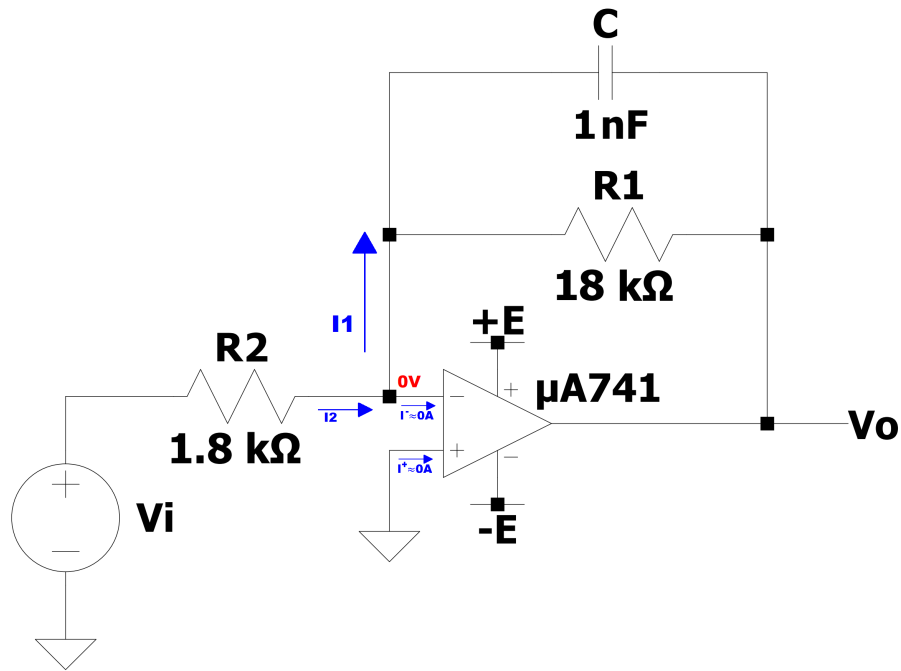 C
1nF
R1
18 kΩ
I1
+E
R2
0V
+
−
µA741
I2
I⁻≈0A
1.8 kΩ
+
I⁺≈0A
−
Vo
+
Vi
−
-E